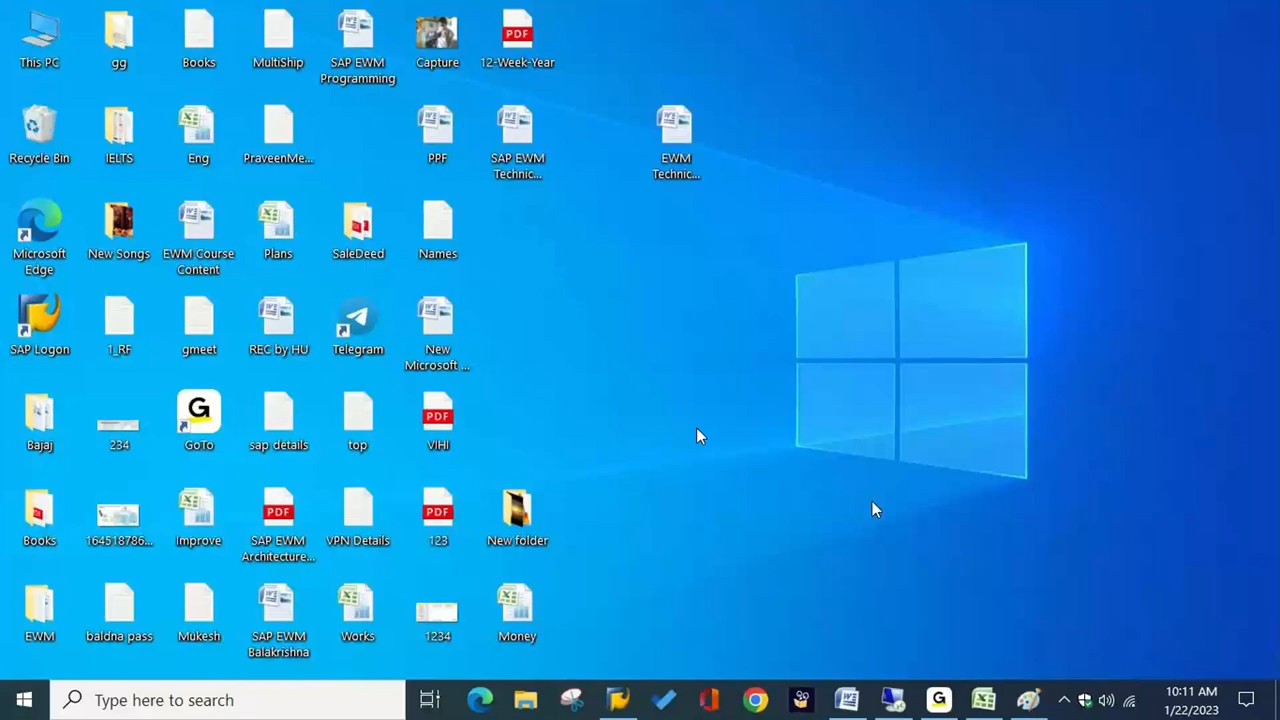 This PC
gg
Books
MultiShip
SAP EWM
Programming
Capture
PDF
12-Week-Year
Recycle Bin
IELTS
Eng
PraveenMe...
PPF
SAP EWM
Technic...
EWM
Technic...
Microsoft
Edge
New Songs
EWM Course
Content
Plans
SaleDeed
Names
SAP Logon
1_RF
gmeet
REC by HU
Telegram
New
Microsoft ...
Bajaj
234
G
GoTo
sap details
top
PDF
VIHI
Books
164518786...
Improve
PDF
SAP EWM
Architecture...
VPN Details
PDF
123
New folder
EWM
baldna pass
Mukesh
SAP EWM
Balakrishna
Works
1234
Money
Type here to search
G
10:11 AM
1/22/2023